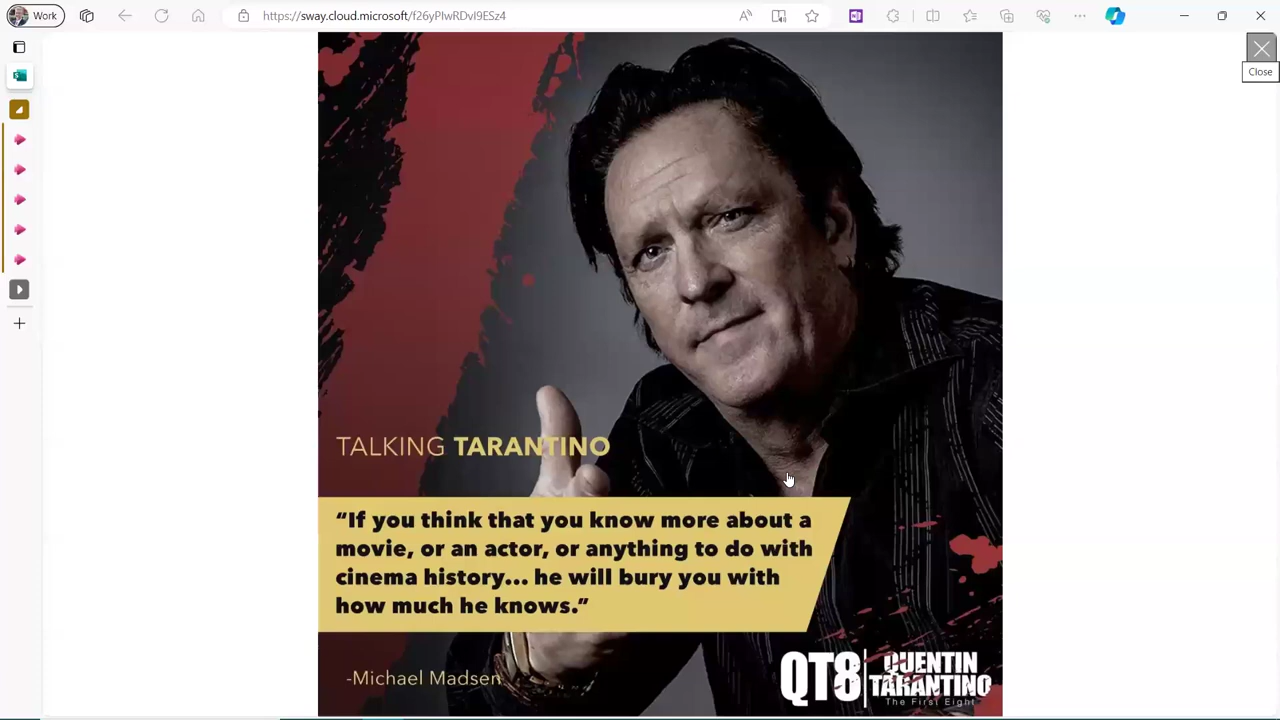 Work
https://sway.cloud.microsoft/f26yPlwRDvI9ESz4
Close
TALKING TARANTINO
“If you think that you know more about a
movie, or an actor, or anything to do with
cinema history... he will bury you with
how much he knows.”
-Michael Madsen
QT8
QUENTIN
TARANTINO
The First Eight